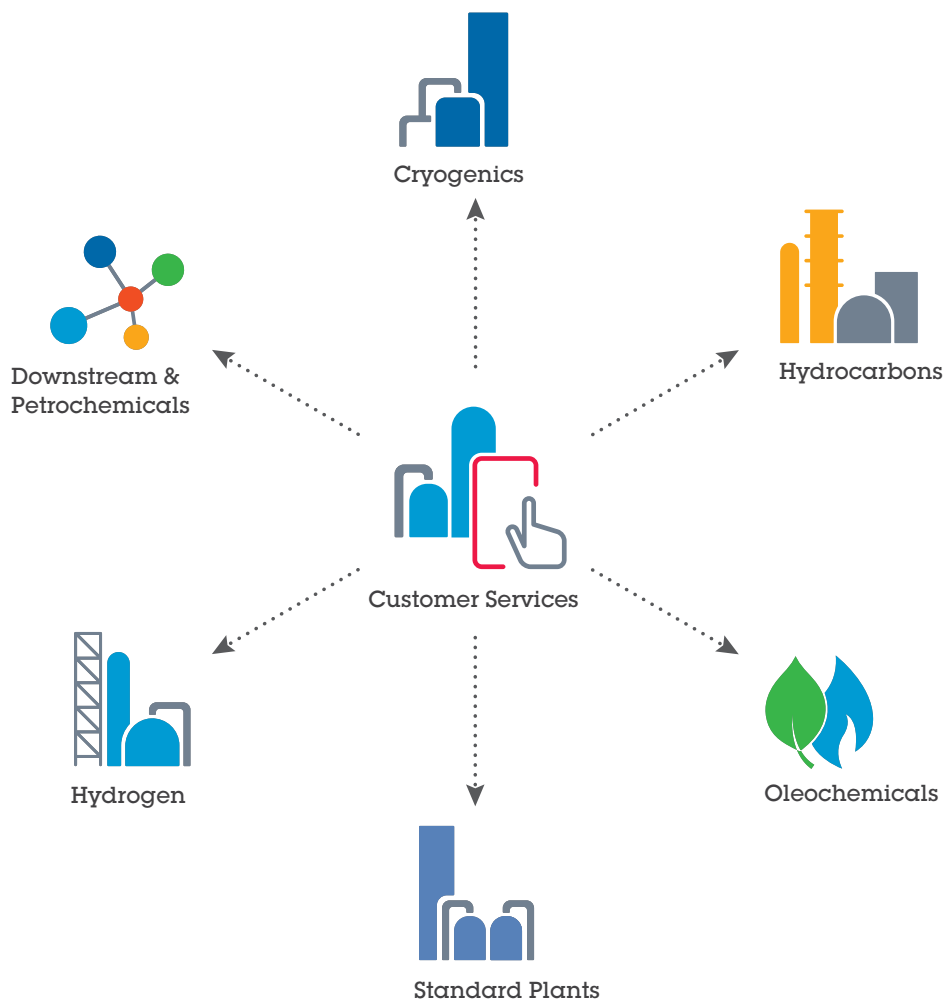 Cryogenics
Downstream &
Petrochemicals
Hydrocarbons
Customer Services
Hydrogen
Oleochemicals
Standard Plants